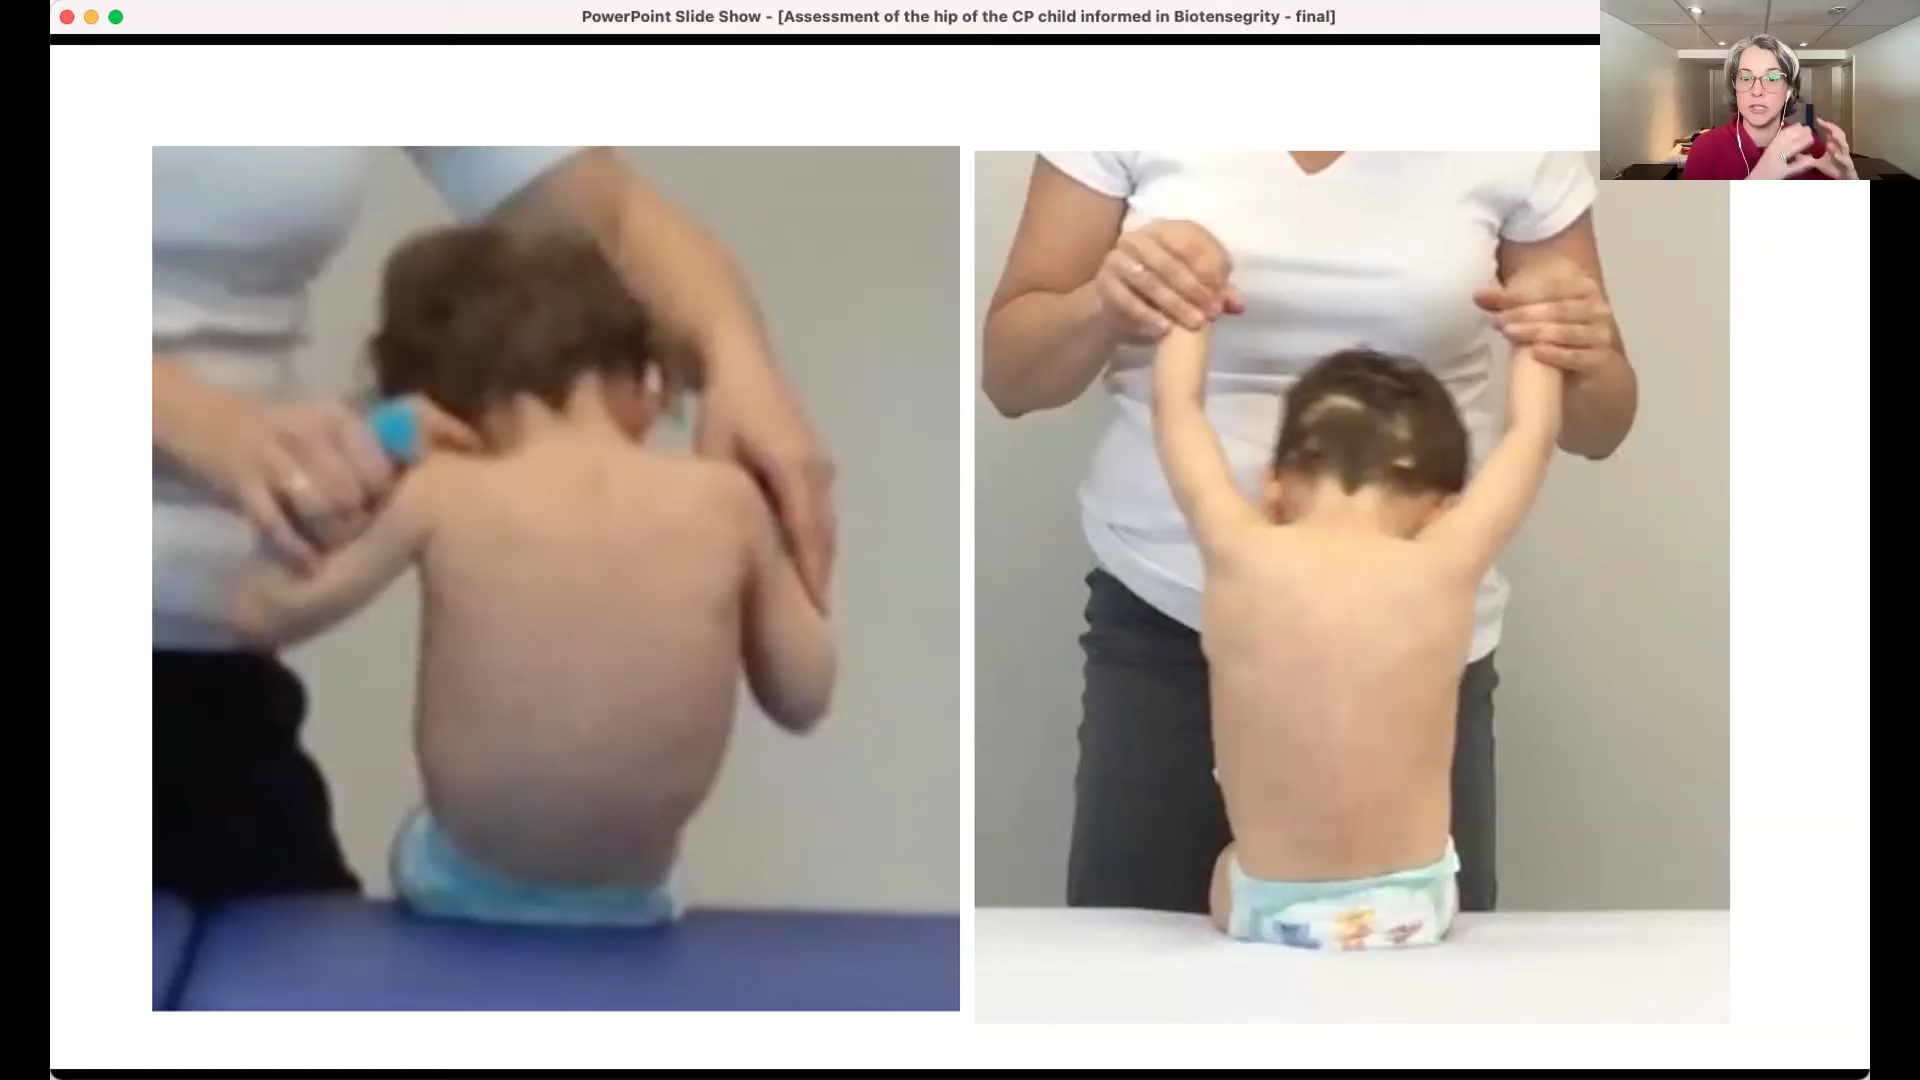 PowerPoint Slide Show - [Assessment of the hip of the CP child informed in Biotensegrity - final]